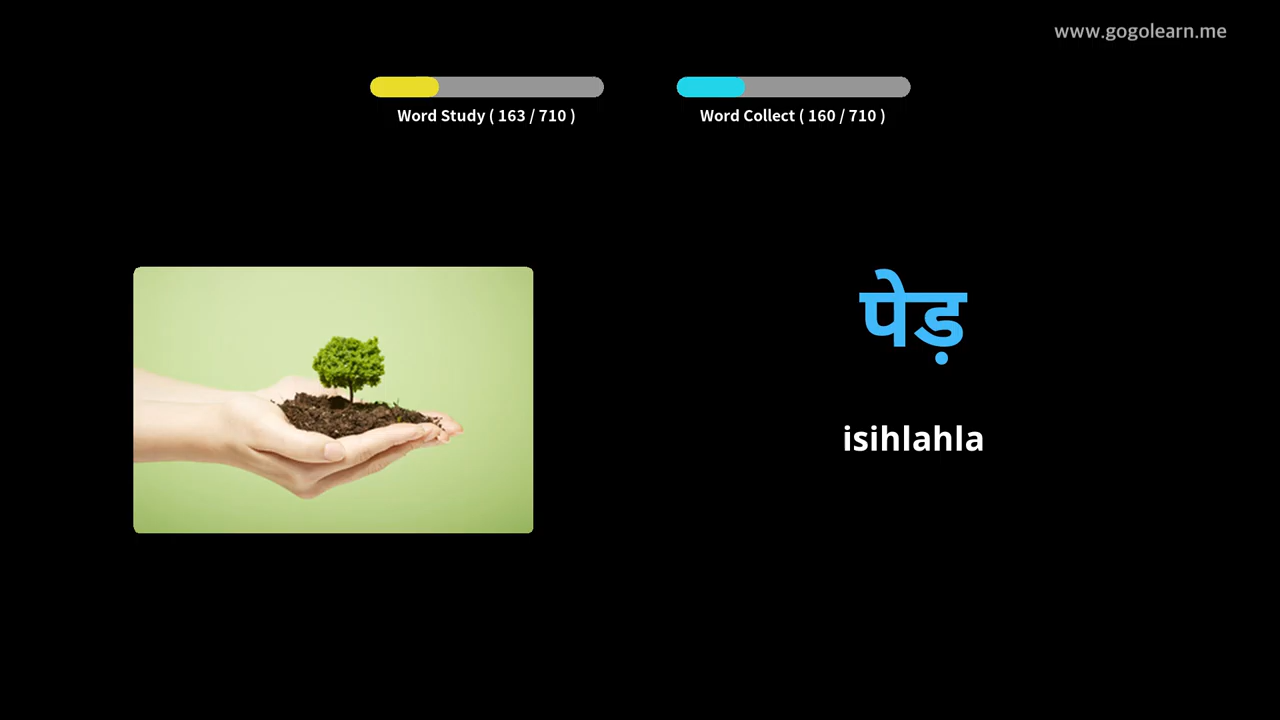 www.gogolearn.me
Word Study ( 163 / 710 )
Word Collect ( 160 / 710 )
पेड़
isihlahla